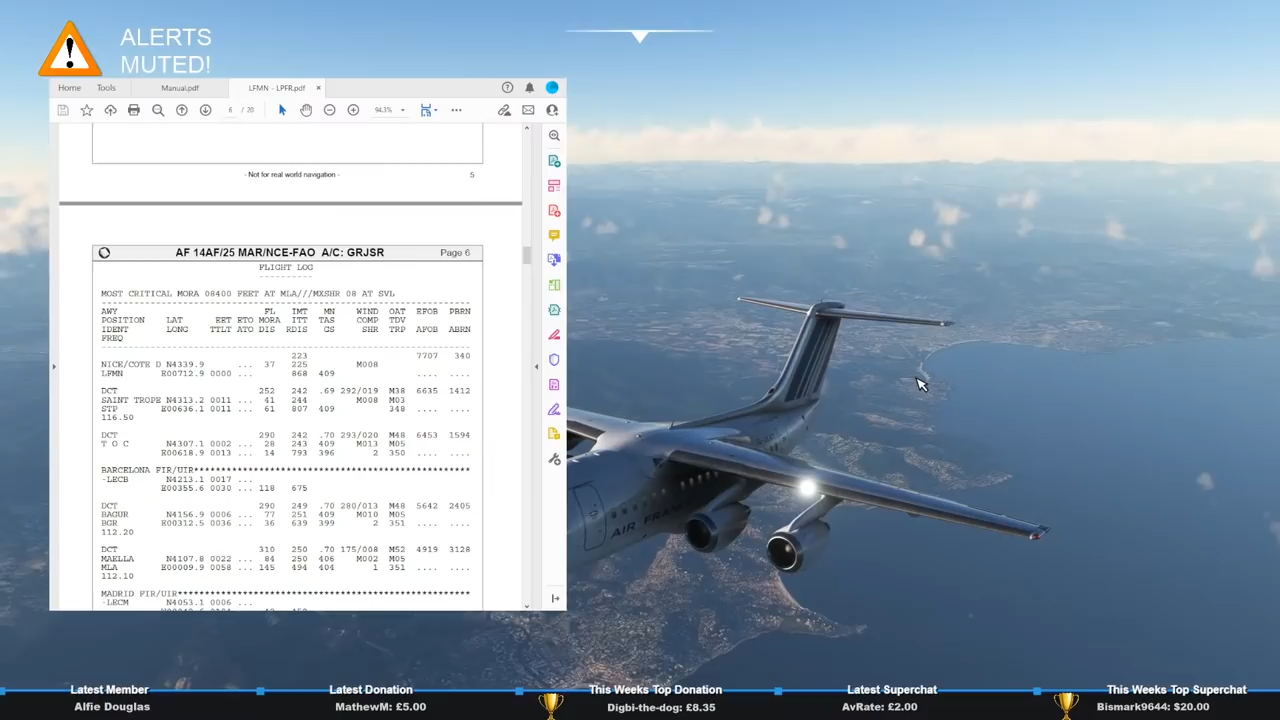 ALERTS
MUTED!
Home Tools Manual.pdf LFMN - LPFR.pdf ×
6 / 20 94.3%
- Not for real world navigation - 5
AF 14AF/25 MAR/NCE-FAO A/C: GRJSR Page 6
FLIGHT LOG
----------
MOST CRITICAL MORA 08400 FEET AT MLA///MXSHR 08 AT SVL
AWY FL IMT MN WIND OAT EFOB PBRN
POSITION LAT EET ETO MORA ITT TAS COMP TDV
IDENT LONG TTLT ATO DIS RDIS GS SHR TRP AFOB ABRN
FREQ
223 7707 340
NICE/COTE D N4339.9 37 225 M008
LFMN E00712.9 0000 ... 868 409
DCT 252 242 .69 292/019 M38 6635 1412
SAINT TROPE N4313.2 0011 ... 41 244 M008 M03
STP E00636.1 0011 ... 61 807 409 348 .... ....
116.50
DCT 290 242 .70 293/020 M48 6453 1594
T O C N4307.1 0002 ... 28 243 409 M013 M05
E00618.9 0013 ... 14 793 396 2 350 .... ....
BARCELONA FIR/UIR***********************************************
-LECB N4213.1 0017 ...
E00355.6 0030 ... 118 675
DCT 290 249 .70 280/013 M48 5642 2405
BAGUR N4156.9 0006 ... 77 251 409 M010 M05
BGR E00312.5 0036 ... 36 639 399 2 351 .... ....
112.20
DCT 310 250 .70 175/008 M52 4919 3128
MAELLA N4107.8 0022 ... 84 250 406 M002 M05
MLA E00009.9 0058 ... 145 494 404 1 351 .... ....
112.10
MADRID FIR/UIR**************************************************
-LECM N4053.1 0006 ...
AIR FRANCE
Latest Member Latest Donation This Weeks Top Donation Latest Superchat This Weeks Top Superchat
Alfie Douglas MathewM: £5.00 Digbi-the-dog: £8.35 AvRate: £2.00 Bismark9644: $20.00